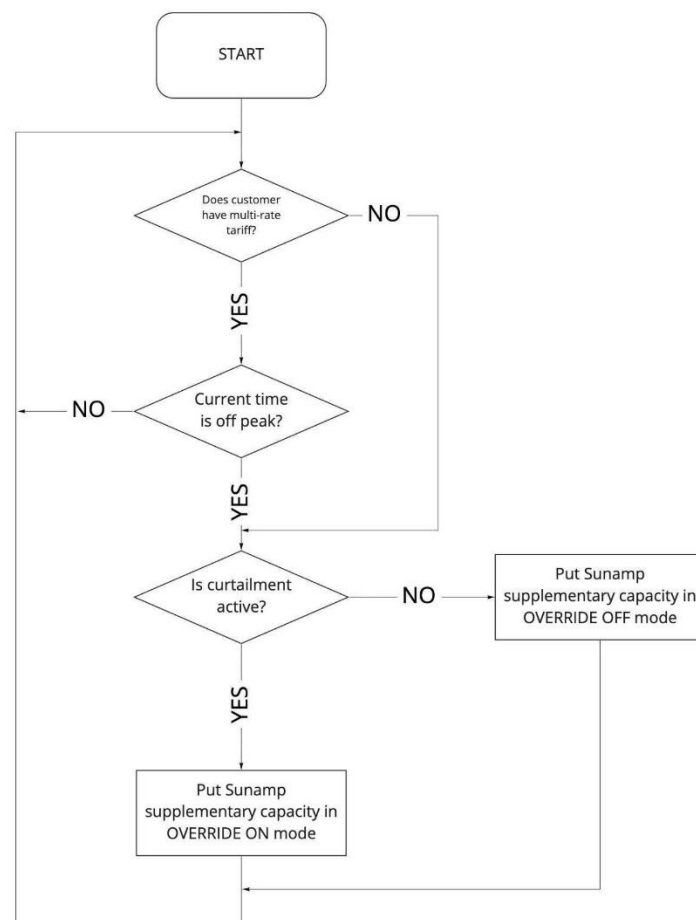 START
Does customer
have multi-rate
tariff?
NO
YES
Current time
is off peak?
NO
YES
Is curtailment
active?
NO
Put Sunamp
supplementary capacity in
OVERRIDE OFF mode
YES
Put Sunamp
supplementary capacity in
OVERRIDE ON mode